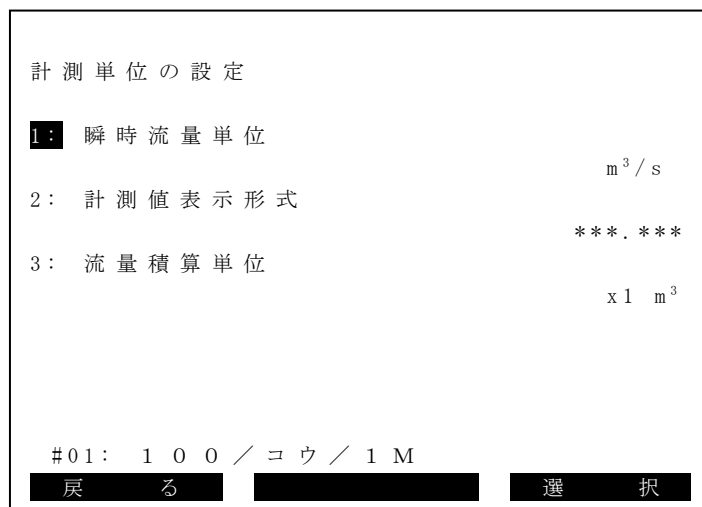 計測単位の設定
1: 瞬時流量単位
m³/s
2: 計測値表示形式
***.***
3: 流量積算単位
x1 m³
#01: 100/コウ/1M
戻る 選択